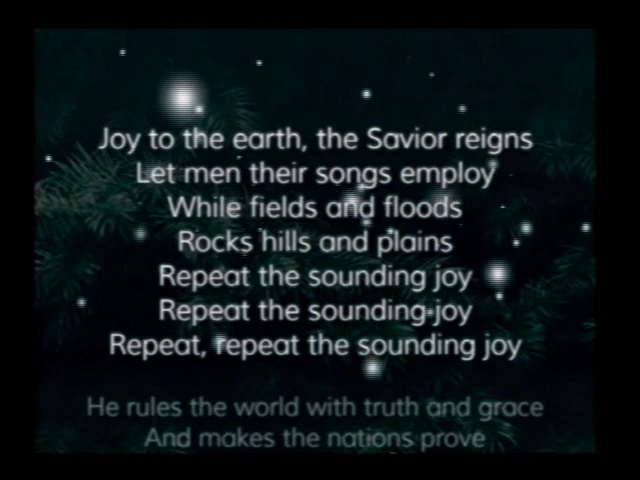 Joy to the earth, the Savior reigns
Let men their songs employ
While fields and floods
Rocks hills and plains
Repeat the sounding joy
Repeat the sounding joy
Repeat, repeat the sounding joy
He rules the world with truth and grace
And makes the nations prove